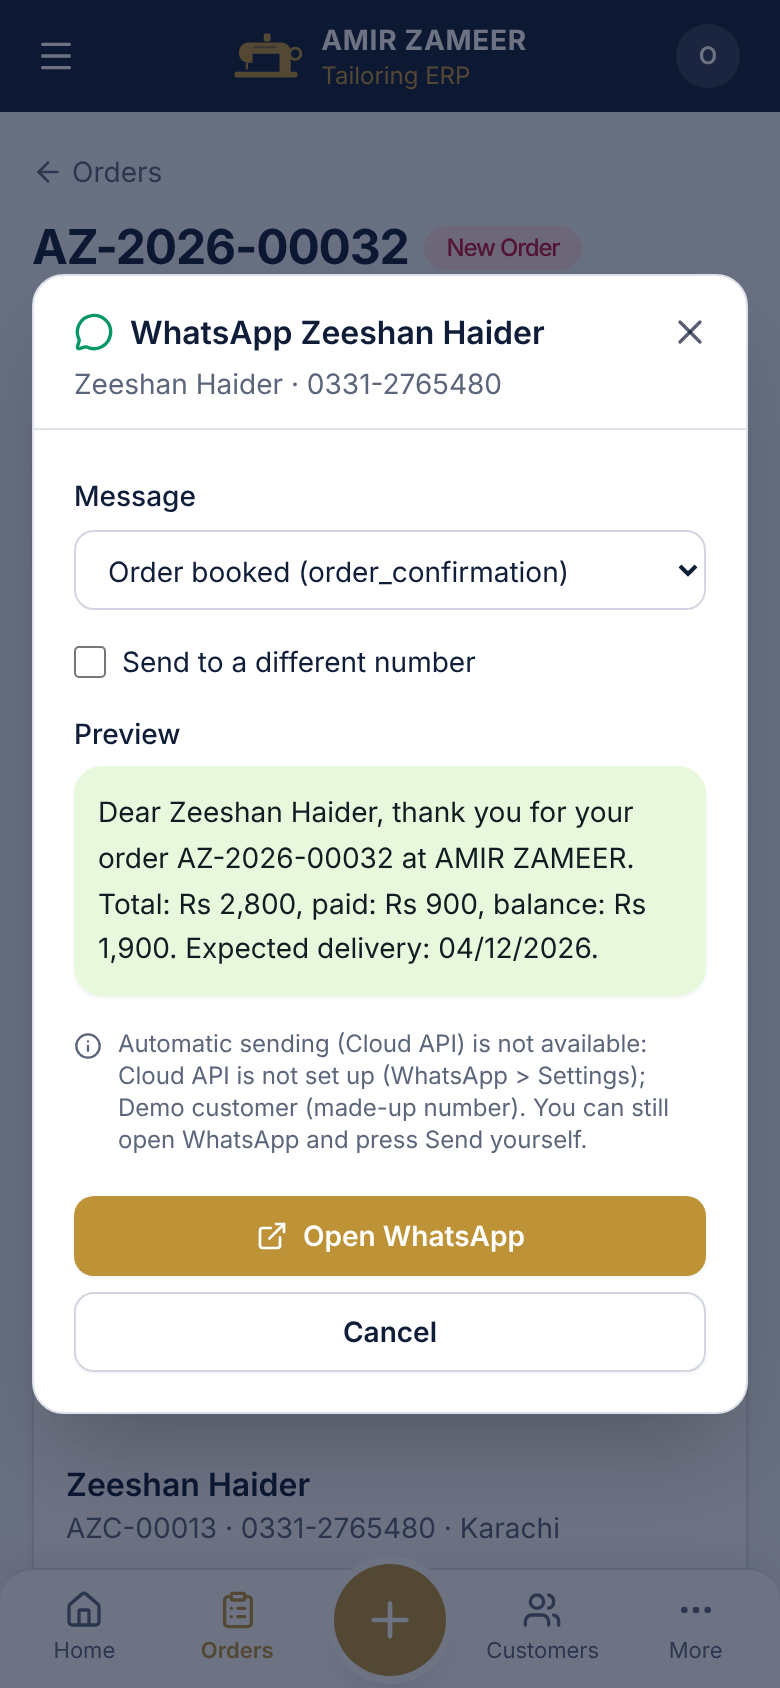 AMIR ZAMEER
Tailoring ERP
O
Orders
AZ-2026-00032
New Order
WhatsApp Zeeshan Haider
Zeeshan Haider · 0331-2765480
Message
Order booked (order_confirmation)
Send to a different number
Preview
Dear Zeeshan Haider, thank you for your
order AZ-2026-00032 at AMIR ZAMEER.
Total: Rs 2,800, paid: Rs 900, balance: Rs
1,900. Expected delivery: 04/12/2026.
Automatic sending (Cloud API) is not available:
Cloud API is not set up (WhatsApp > Settings);
Demo customer (made-up number). You can still
open WhatsApp and press Send yourself.
Open WhatsApp
Cancel
Zeeshan Haider
AZC-00013 · 0331-2765480 · Karachi
Home
Orders
Customers
More